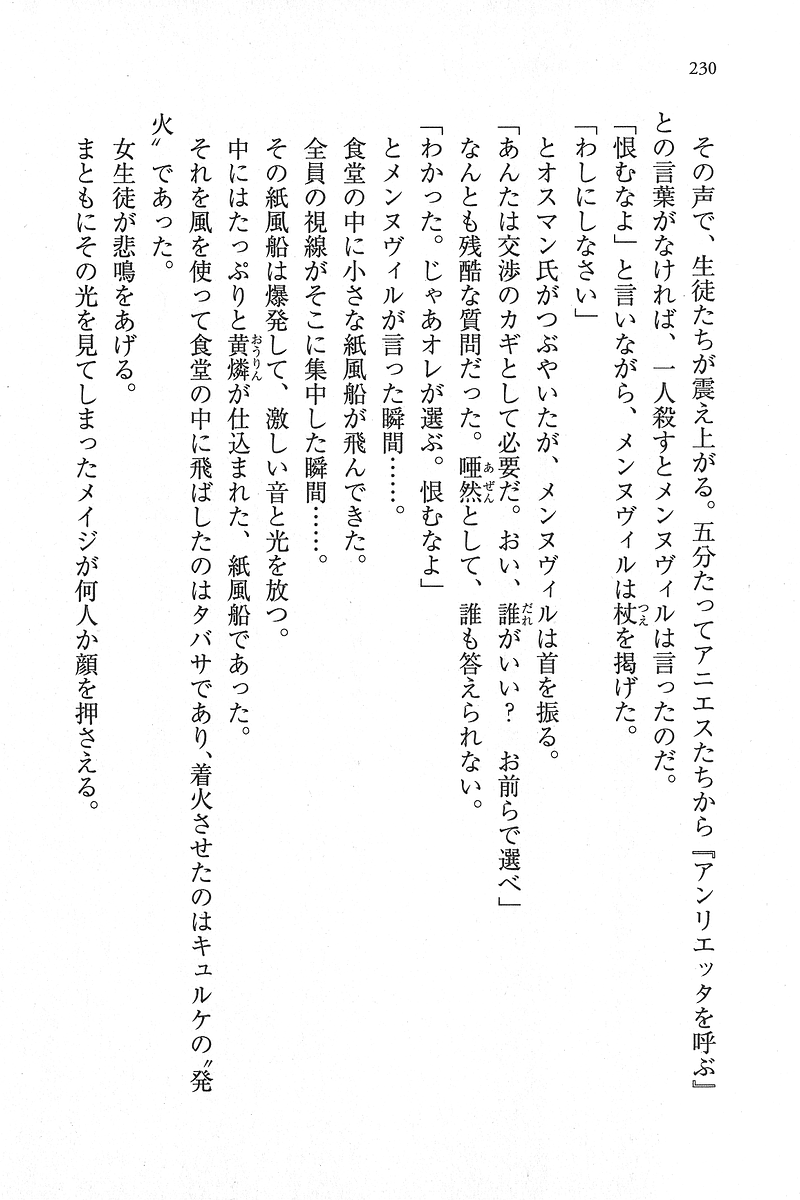 230
その声で、生徒たちが震え上がる。五分たってアニエスたちから『アンリエッタを呼ぶ』
との言葉がなければ、一人殺すとメンヌヴィルは言ったのだ。
「恨むなよ」と言いながら、メンヌヴィルは杖つえを掲げた。
「わしにしなさい」
とオスマン氏がつぶやいたが、メンヌヴィルは首を振る。
「あんたは交渉のカギとして必要だ。おい、誰だれがいい？　お前らで選べ」
なんとも残酷な質問だった。唖然あぜんとして、誰も答えられない。
「わかった。じゃあオレが選ぶ。恨むなよ」
とメンヌヴィルが言った瞬間……。
食堂の中に小さな紙風船が飛んできた。
全員の視線がそこに集中した瞬間……。
その紙風船は爆発して、激しい音と光を放つ。
中にはたっぷりと黄燐おうりんが仕込まれた、紙風船であった。
それを風を使って食堂の中に飛ばしたのはタバサであり、着火させたのはキュルケの〝発
火〟であった。
女生徒が悲鳴をあげる。
まともにその光を見てしまったメイジが何人か顔を押さえる。